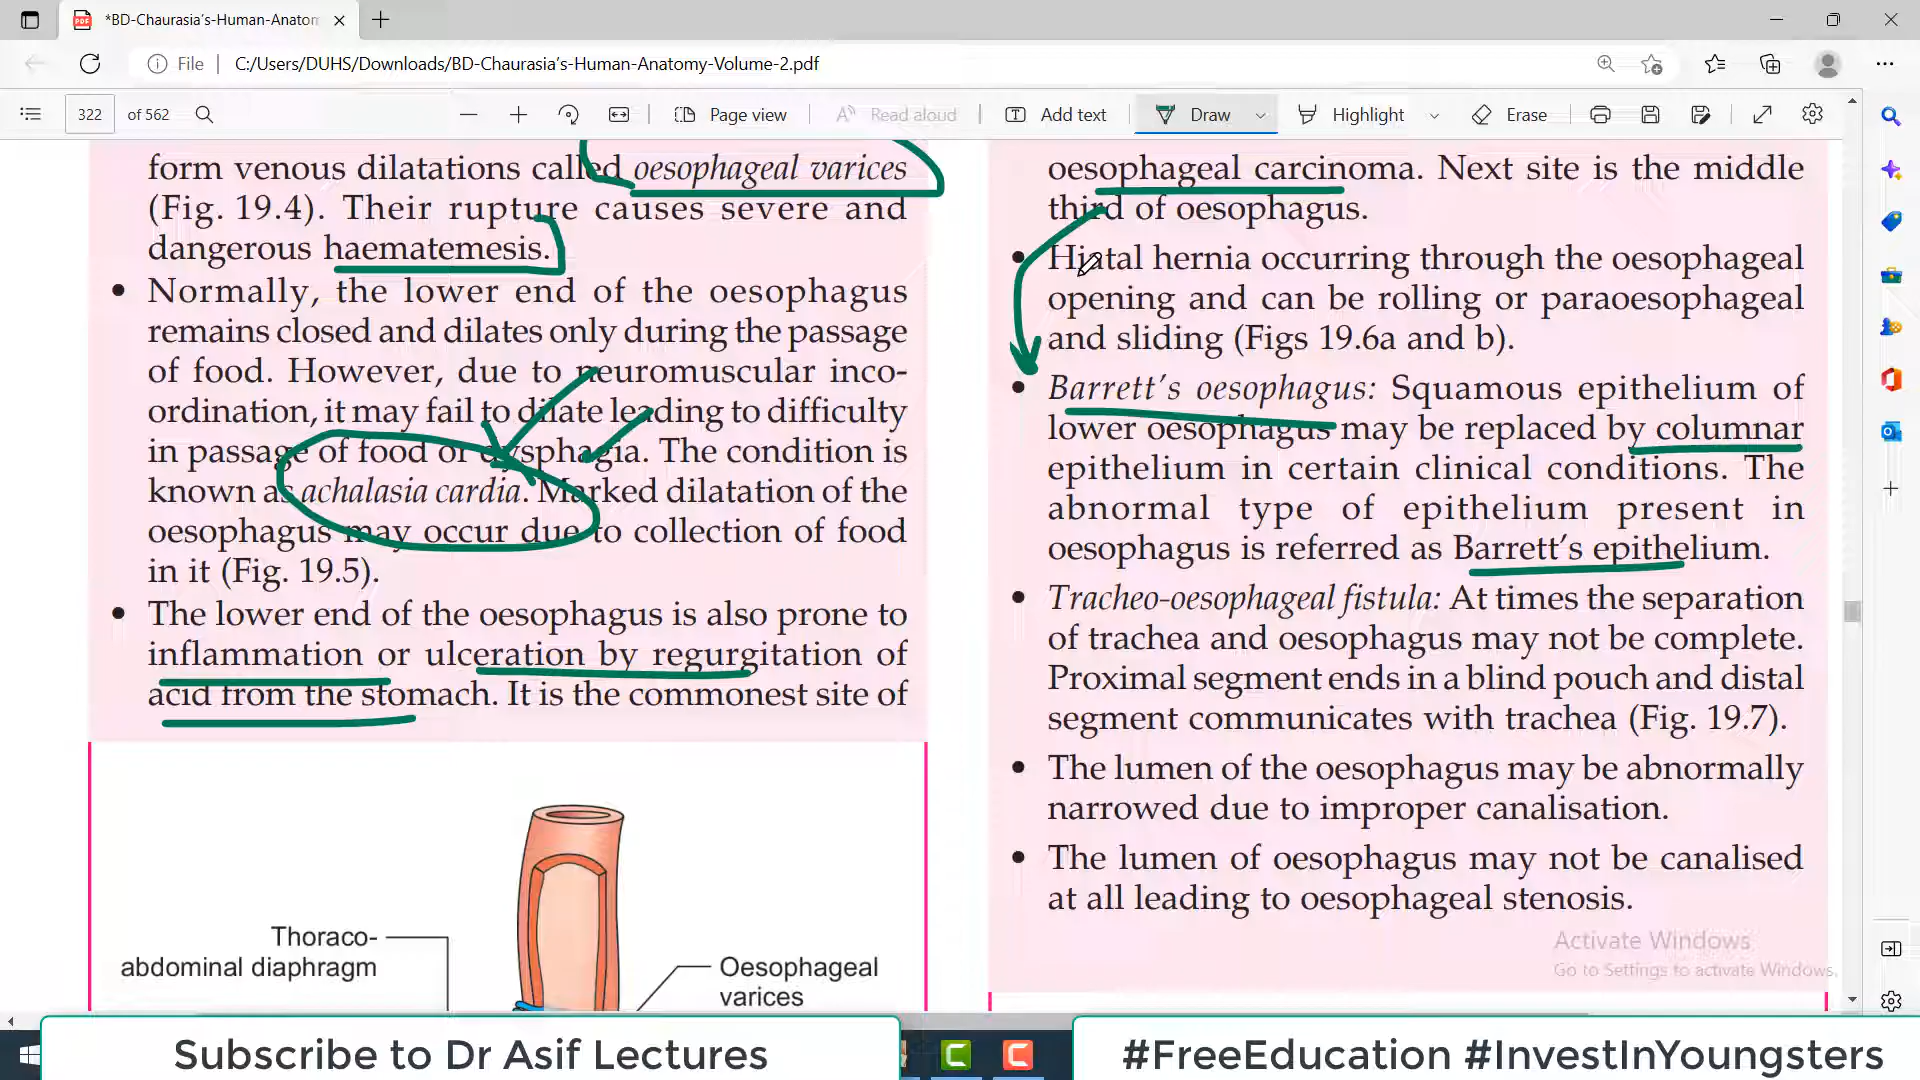 *BD-Chaurasia's-Human-Anatom
File
C:/Users/DUHS/Downloads/BD-Chaurasia's-Human-Anatomy-Volume-2.pdf
322 of 562
Page view
Read aloud
Add text
Draw
Highlight
Erase
form venous dilatations called oesophageal varices
(Fig. 19.4). Their rupture causes severe and
dangerous haematemesis.
• Normally, the lower end of the oesophagus
remains closed and dilates only during the passage
of food. However, due to neuromuscular inco-
ordination, it may fail to dilate leading to difficulty
in passage of food or dysphagia. The condition is
known as achalasia cardia. Marked dilatation of the
oesophagus may occur due to collection of food
in it (Fig. 19.5).
• The lower end of the oesophagus is also prone to
inflammation or ulceration by regurgitation of
acid from the stomach. It is the commonest site of
Thoraco-
abdominal diaphragm
Oesophageal
varices
oesophageal carcinoma. Next site is the middle
third of oesophagus.
• Hiatal hernia occurring through the oesophageal
opening and can be rolling or paraoesophageal
and sliding (Figs 19.6a and b).
• Barrett's oesophagus: Squamous epithelium of
lower oesophagus may be replaced by columnar
epithelium in certain clinical conditions. The
abnormal type of epithelium present in
oesophagus is referred as Barrett's epithelium.
• Tracheo-oesophageal fistula: At times the separation
of trachea and oesophagus may not be complete.
Proximal segment ends in a blind pouch and distal
segment communicates with trachea (Fig. 19.7).
• The lumen of the oesophagus may be abnormally
narrowed due to improper canalisation.
• The lumen of oesophagus may not be canalised
at all leading to oesophageal stenosis.
Activate Windows
Go to Settings to activate Windows.
Subscribe to Dr Asif Lectures
#FreeEducation #InvestInYoungsters